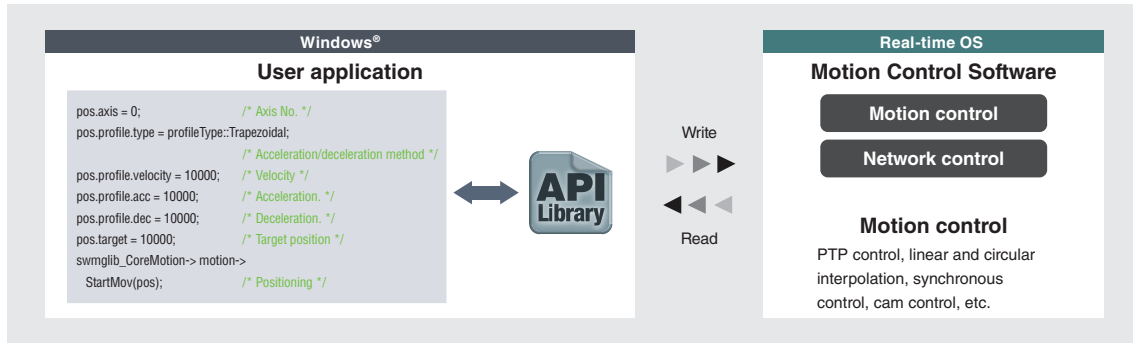 Windows®
User application
pos.axis = 0; /* Axis No. */
pos.profile.type = profileType::Trapezoidal;
/* Acceleration/deceleration method */
pos.profile.velocity = 10000; /* Velocity */
pos.profile.acc = 10000; /* Acceleration. */
pos.profile.dec = 10000; /* Deceleration. */
pos.target = 10000; /* Target position */
swmglib_CoreMotion-> motion->
StartMov(pos); /* Positioning */
API
Library
Write
Read
Real-time OS
Motion Control Software
Motion control
Network control
Motion control
PTP control, linear and circular
interpolation, synchronous
control, cam control, etc.